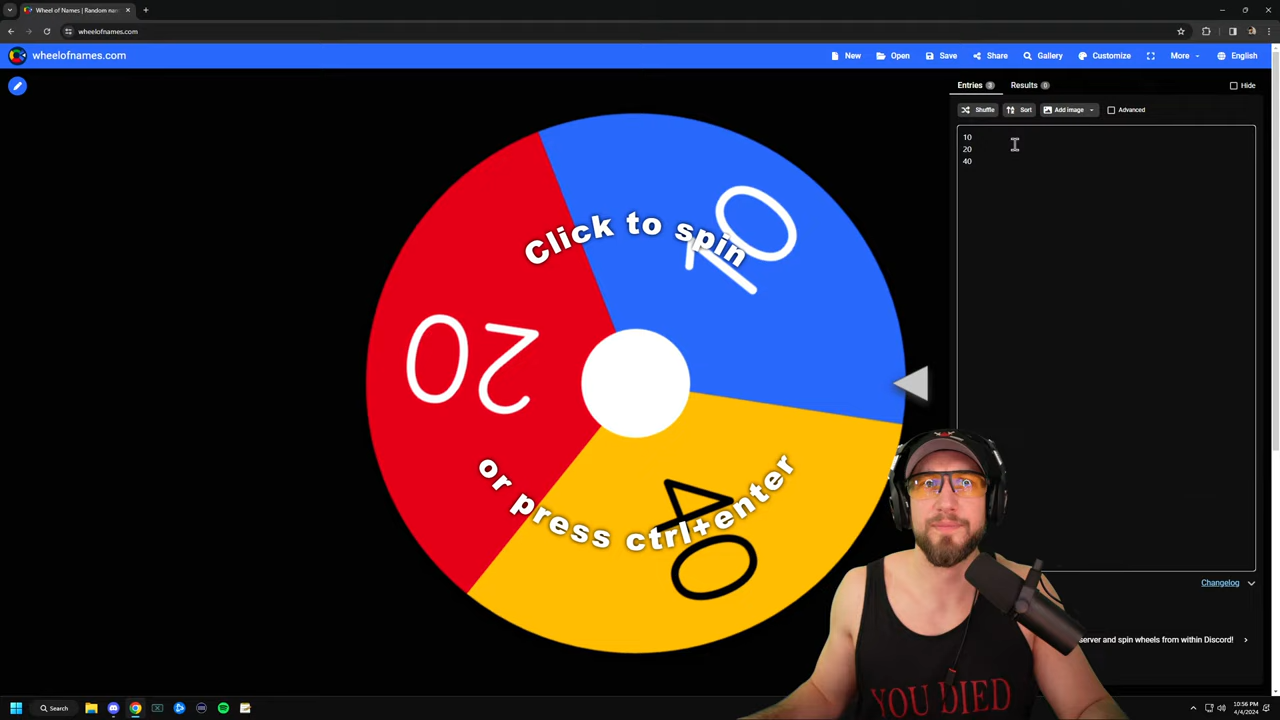 Wheel of Names | Random na
wheelofnames.com
wheelofnames.com
New
Open
Save
Share
Gallery
Customize
More
English
Entries 3
Results 0
Hide
Shuffle
Sort
Add image
Advanced
10
20
40
Click to spin
10
20
40
or press ctrl+enter
Changelog
server and spin wheels from within Discord!
YOU DIED
Search
10:56 PM
4/4/2024